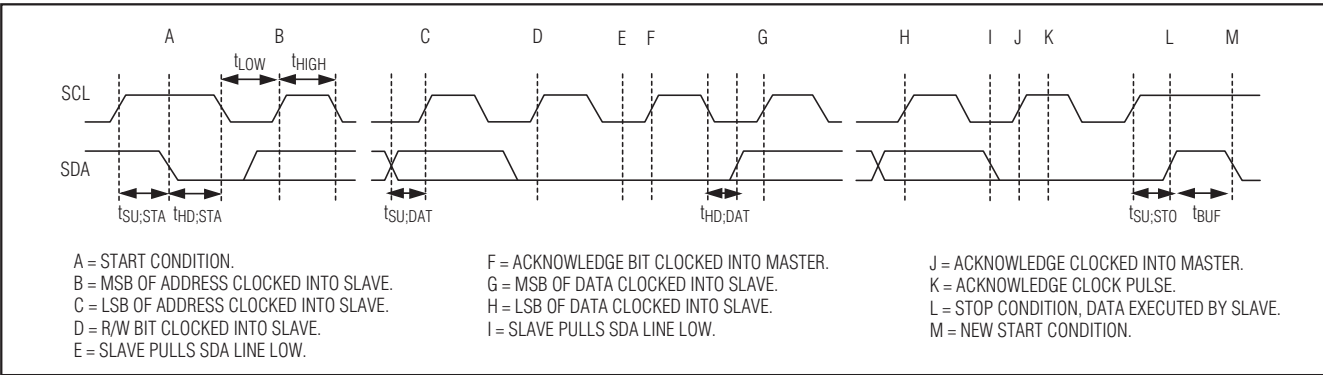 A B C D E F G H I J K L M
tLOW tHIGH
SCL
SDA
tSU;STA tHD;STA tSU;DAT tHD;DAT tSU;STO tBUF
A = START CONDITION.
B = MSB OF ADDRESS CLOCKED INTO SLAVE.
C = LSB OF ADDRESS CLOCKED INTO SLAVE.
D = R/W BIT CLOCKED INTO SLAVE.
E = SLAVE PULLS SDA LINE LOW.
F = ACKNOWLEDGE BIT CLOCKED INTO MASTER.
G = MSB OF DATA CLOCKED INTO SLAVE.
H = LSB OF DATA CLOCKED INTO SLAVE.
I = SLAVE PULLS SDA LINE LOW.
J = ACKNOWLEDGE CLOCKED INTO MASTER.
K = ACKNOWLEDGE CLOCK PULSE.
L = STOP CONDITION, DATA EXECUTED BY SLAVE.
M = NEW START CONDITION.